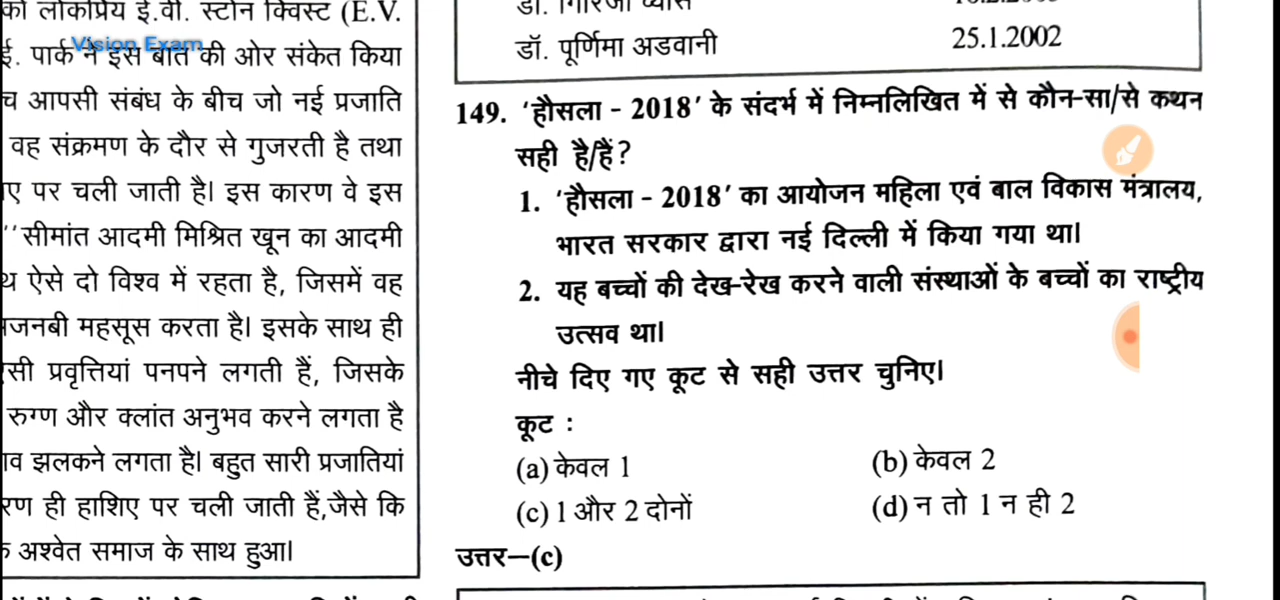 को लोकप्रिय ई.वी. स्टोन क्विस्ट (E.V.
ई. पार्क ने इस बात की ओर संकेत किया
Vision Exam
च आपसी संबंध के बीच जो नई प्रजाति
वह संक्रमण के दौर से गुजरती है तथा
ए पर चली जाती है। इस कारण वे इस
"सीमांत आदमी मिश्रित खून का आदमी
थ ऐसे दो विश्व में रहता है, जिसमें वह
जनबी महसूस करता है। इसके साथ ही
सी प्रवृत्तियां पनपने लगती हैं, जिसके
रुग्ण और क्लांत अनुभव करने लगता है
व झलकने लगता है। बहुत सारी प्रजातियां
रण ही हाशिए पर चली जाती हैं,जैसे कि
अश्वेत समाज के साथ हुआ।
डॉ. गिरिजा व्यास
डॉ. पूर्णिमा अडवानी 25.1.2002
149. 'हौसला - 2018' के संदर्भ में निम्नलिखित में से कौन-सा/से कथन
सही है/हैं?
1. 'हौसला - 2018' का आयोजन महिला एवं बाल विकास मंत्रालय,
भारत सरकार द्वारा नई दिल्ली में किया गया था।
2. यह बच्चों की देख-रेख करने वाली संस्थाओं के बच्चों का राष्ट्रीय
उत्सव था।
नीचे दिए गए कूट से सही उत्तर चुनिए।
कूट :
(a) केवल 1 (b) केवल 2
(c) 1 और 2 दोनों (d) न तो 1 न ही 2
उत्तर—(c)